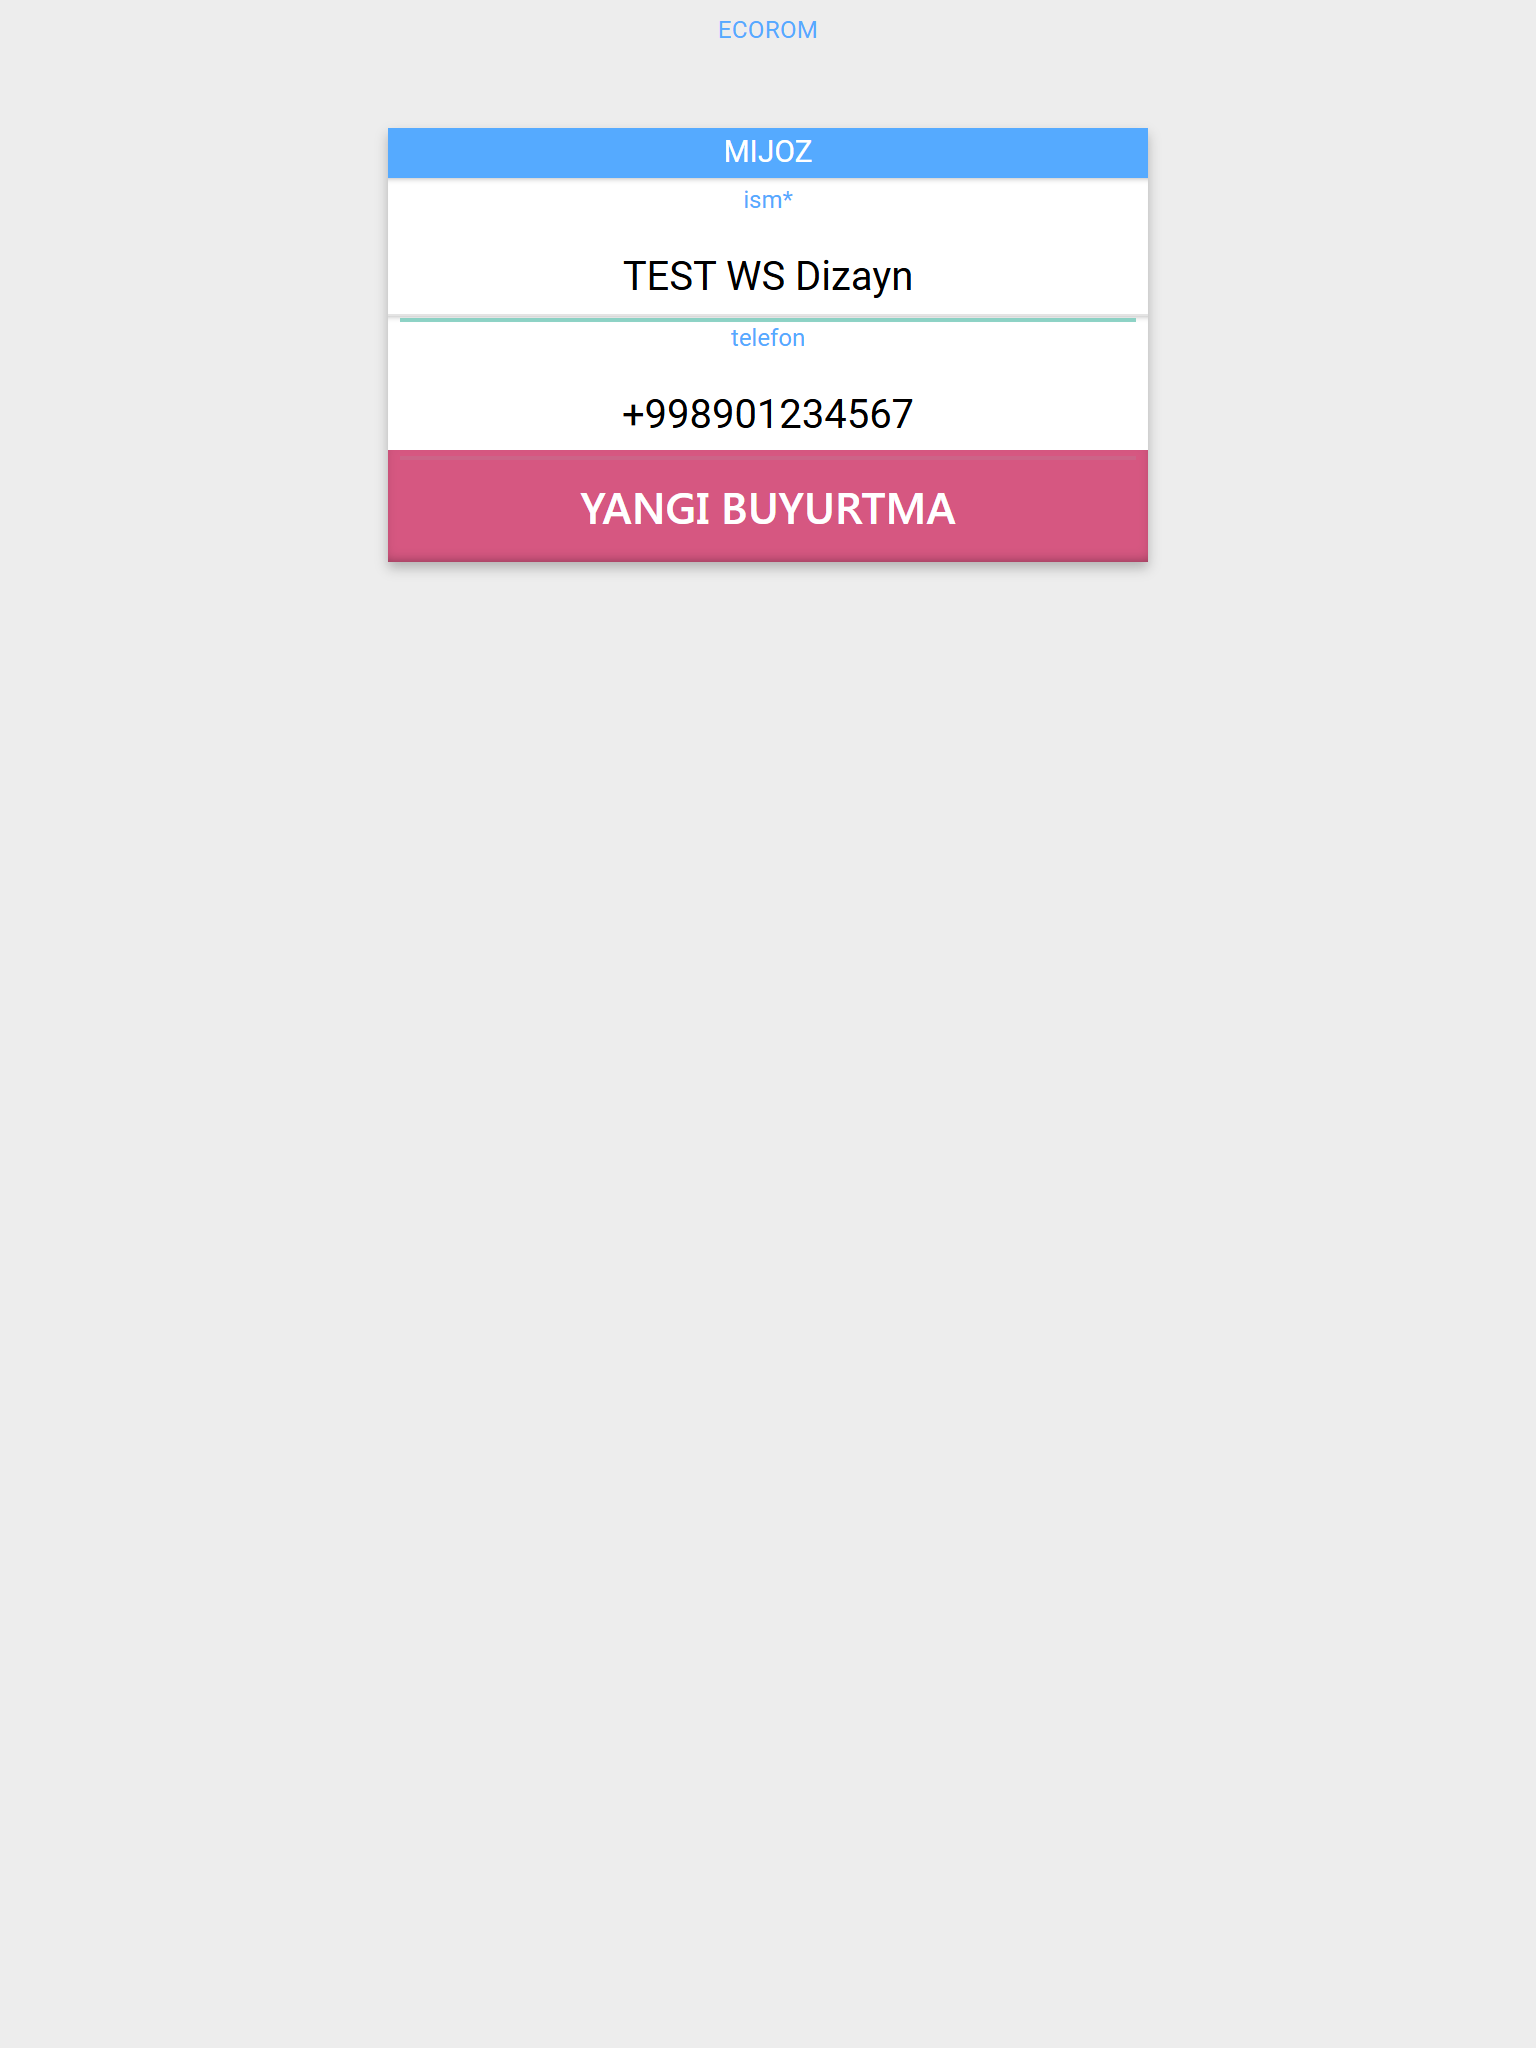 ECOROM
MIJOZ
ism*
TEST WS Dizayn
telefon
+998901234567
YANGI BUYURTMA